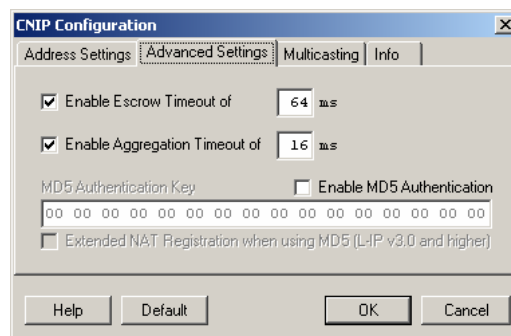 CNIP Configuration
Address Settings Advanced Settings Multicasting Info
Enable Escrow Timeout of 64 ms
Enable Aggregation Timeout of 16 ms
MD5 Authentication Key Enable MD5 Authentication
00 00 00 00 00 00 00 00 00 00 00 00 00 00 00 00
Extended NAT Registration when using MD5 (L-IP v3.0 and higher)
Help Default OK Cancel